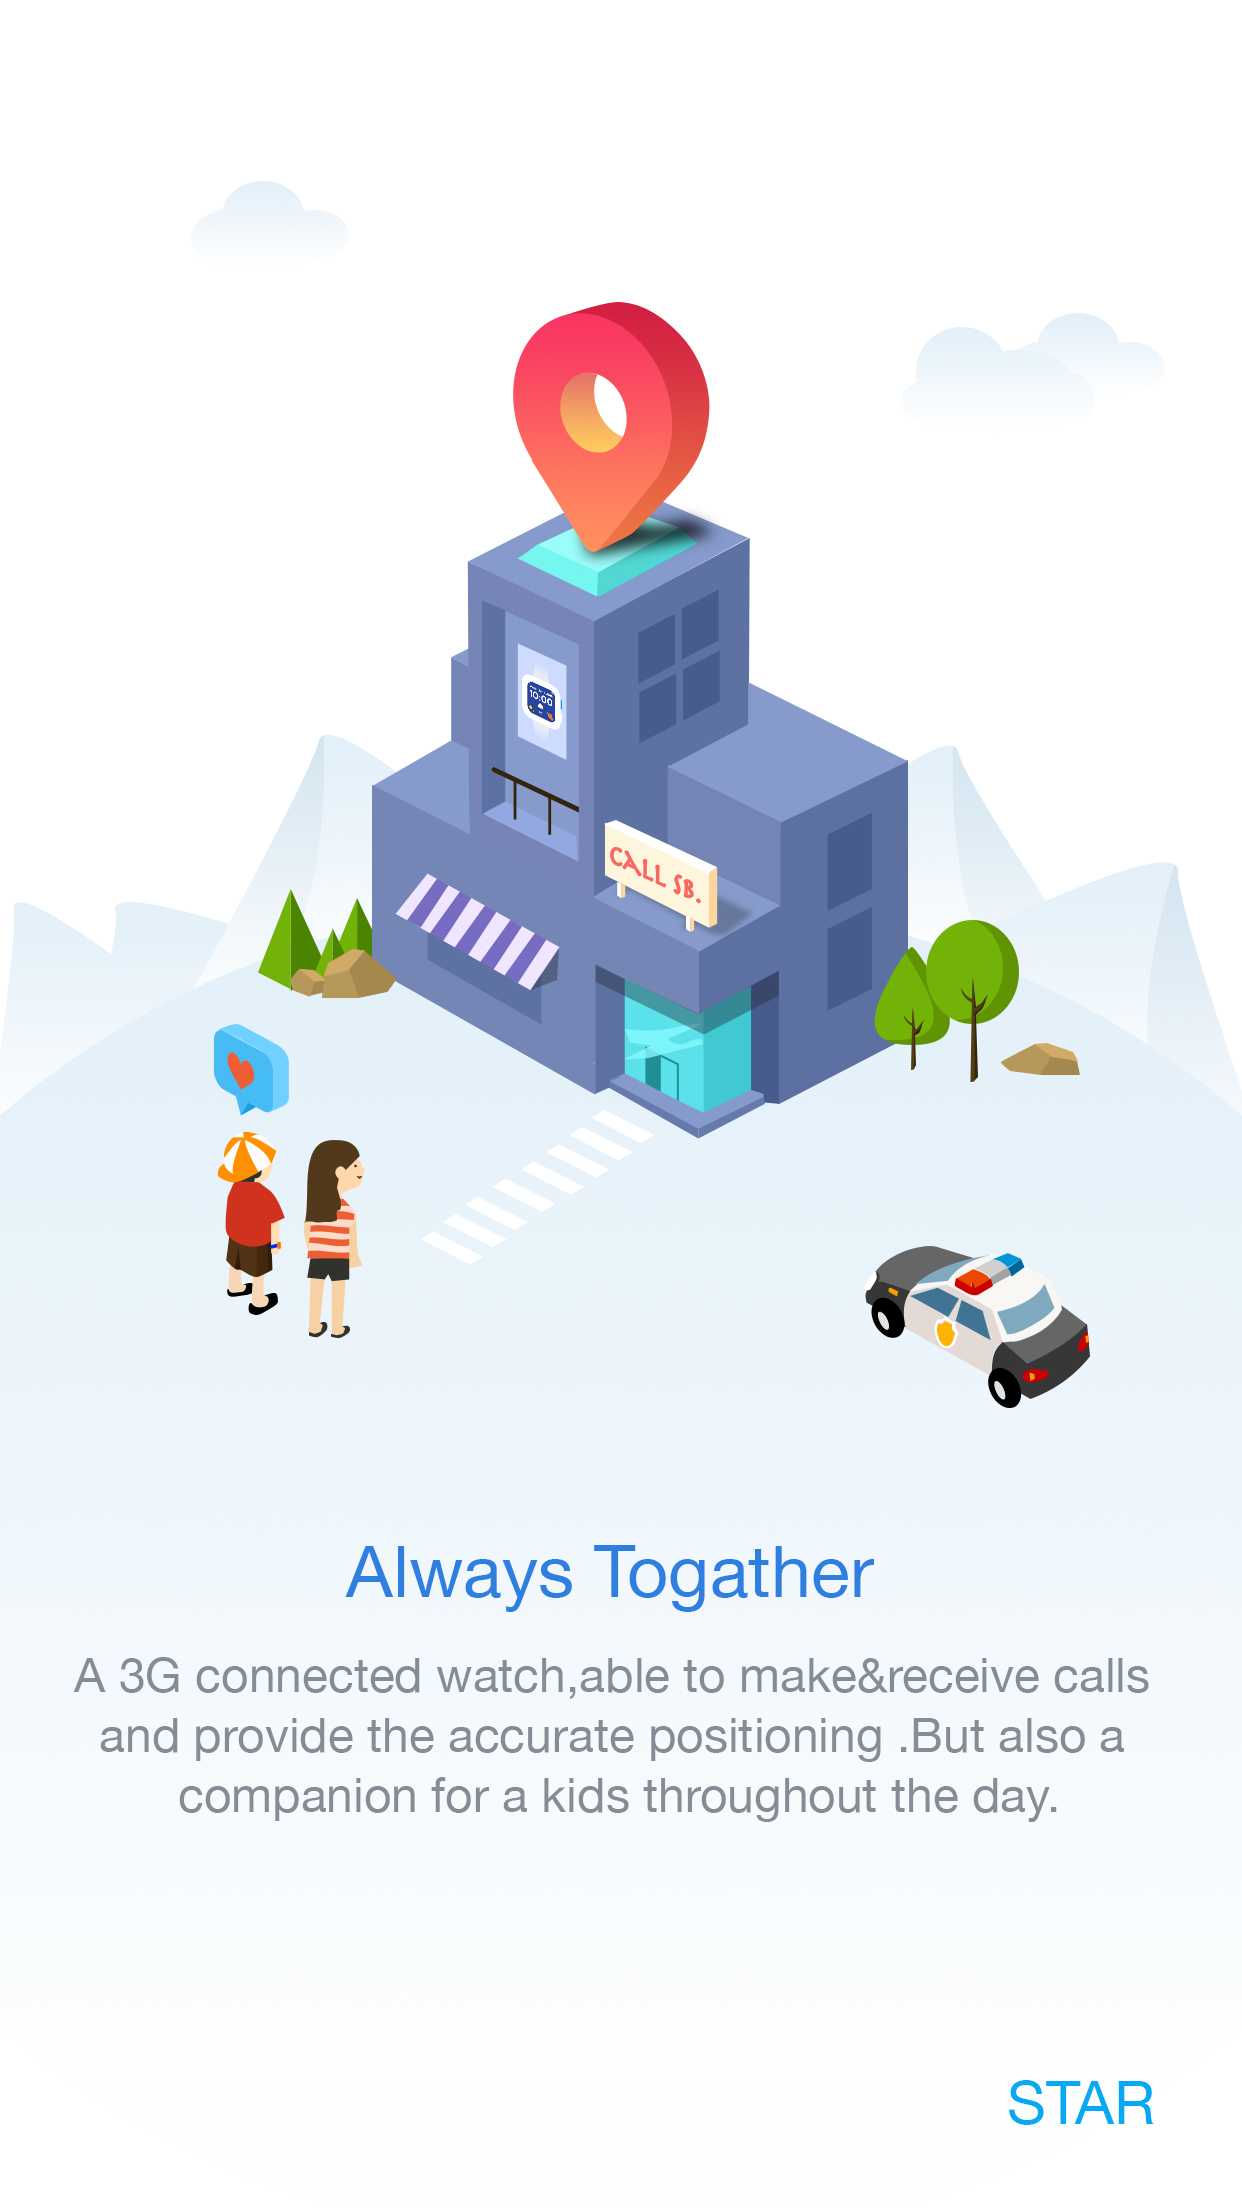 10:00
CALL SB.
Always Togather
A 3G connected watch,able to make&receive calls
and provide the accurate positioning .But also a
companion for a kids throughout the day.
STAR